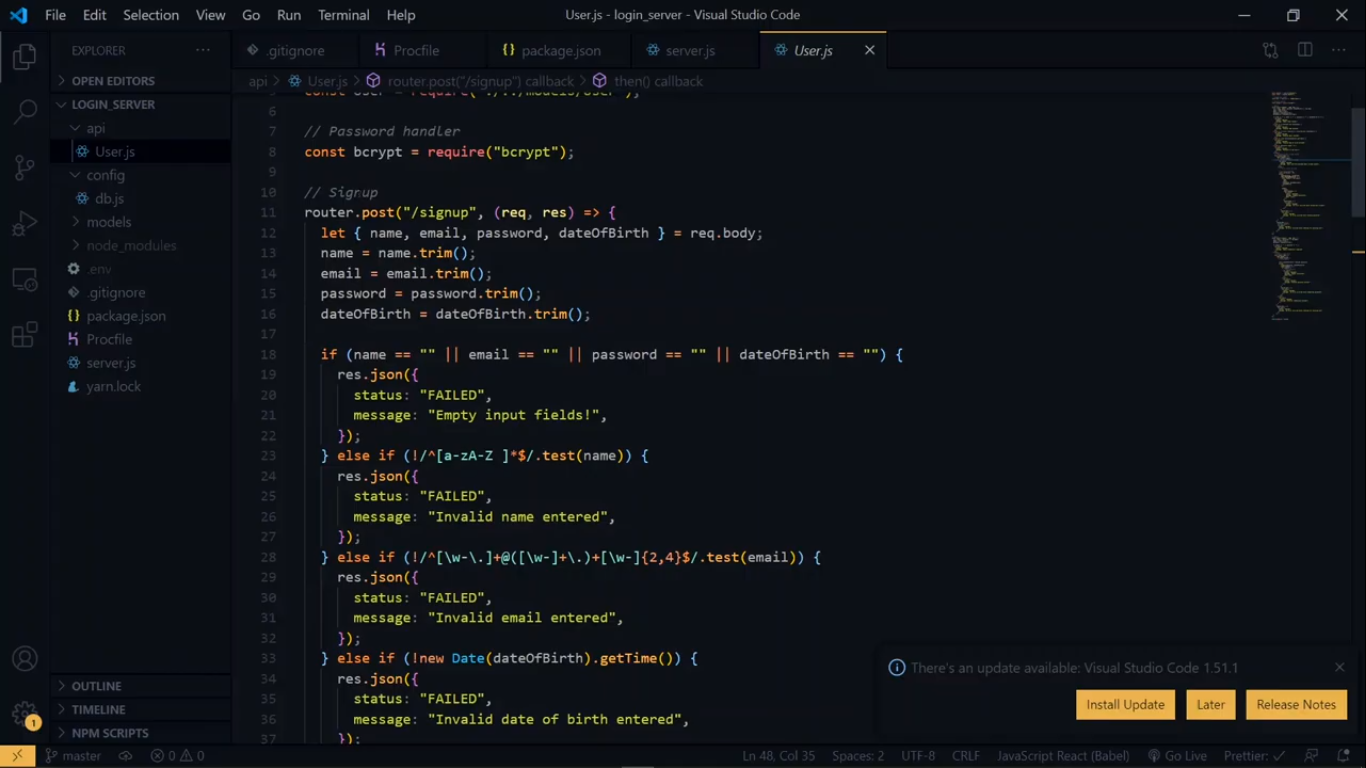 File Edit Selection View Go Run Terminal Help
User.js - login_server - Visual Studio Code
EXPLORER
.gitignore
Procfile
package.json
server.js
User.js
OPEN EDITORS
api > User.js > router.post("/signup") callback > then() callback
LOGIN_SERVER
api
User.js
config
db.js
models
node_modules
.env
.gitignore
package.json
Procfile
server.js
yarn.lock
OUTLINE
TIMELINE
NPM SCRIPTS
6
7 // Password handler
8 const bcrypt = require("bcrypt");
9
10 // Signup
11 router.post("/signup", (req, res) => {
12 let { name, email, password, dateOfBirth } = req.body;
13 name = name.trim();
14 email = email.trim();
15 password = password.trim();
16 dateOfBirth = dateOfBirth.trim();
17
18 if (name == "" || email == "" || password == "" || dateOfBirth == "") {
19 res.json({
20 status: "FAILED",
21 message: "Empty input fields!",
22 });
23 } else if (!/^[a-zA-Z ]*$/.test(name)) {
24 res.json({
25 status: "FAILED",
26 message: "Invalid name entered",
27 });
28 } else if (!/^[\w-\.]+@([\w-]+\.)+[\w-]{2,4}$/.test(email)) {
29 res.json({
30 status: "FAILED",
31 message: "Invalid email entered",
32 });
33 } else if (!new Date(dateOfBirth).getTime()) {
34 res.json({
35 status: "FAILED",
36 message: "Invalid date of birth entered",
37 });
There's an update available: Visual Studio Code 1.51.1
Install Update Later Release Notes
1
master 0 0 Ln 48, Col 35 Spaces: 2 UTF-8 CRLF JavaScript React (Babel) Go Live Prettier: